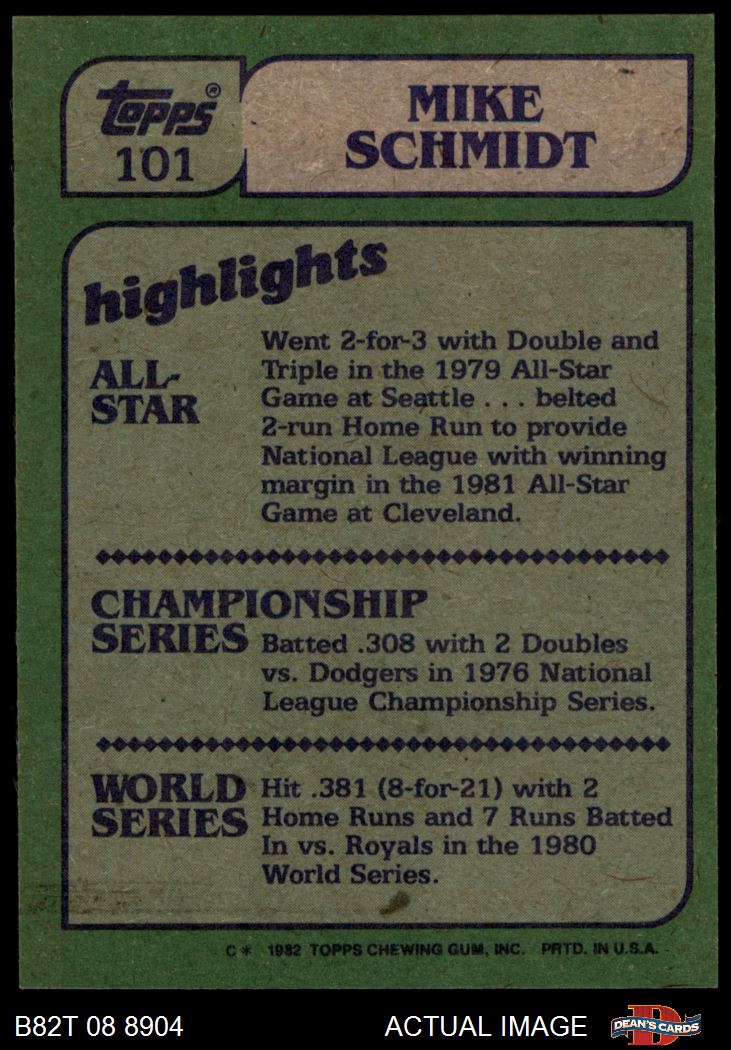 topps®
101
MIKE
SCHMIDT
highlights
ALL-
STAR
Went 2-for-3 with Double and
Triple in the 1979 All-Star
Game at Seattle . . . belted
2-run Home Run to provide
National League with winning
margin in the 1981 All-Star
Game at Cleveland.
CHAMPIONSHIP
SERIES
Batted .308 with 2 Doubles
vs. Dodgers in 1976 National
League Championship Series.
WORLD
SERIES
Hit .381 (8-for-21) with 2
Home Runs and 7 Runs Batted
In vs. Royals in the 1980
World Series.
C* 1982 TOPPS CHEWING GUM, INC. PRTD. IN U.S.A.
B82T 08 8904
ACTUAL IMAGE
D
DEAN'S CARDS